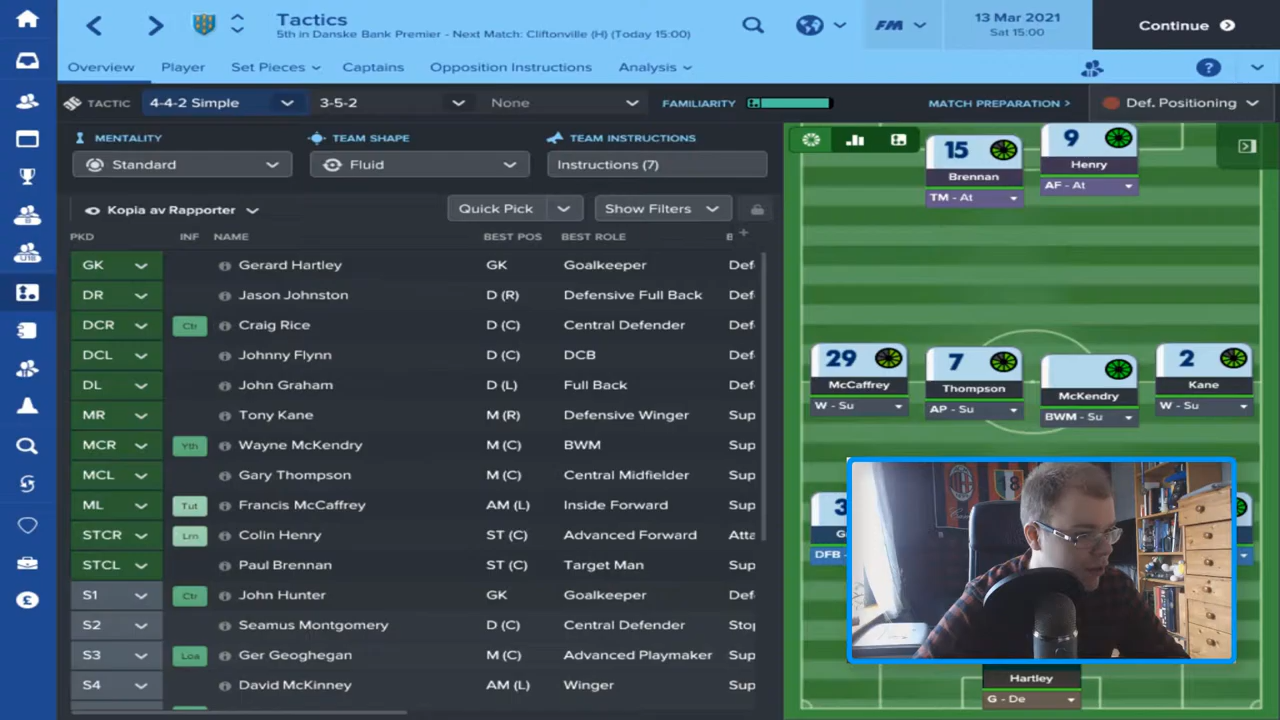 Tactics
5th in Danske Bank Premier - Next Match: Cliftonville (H) (Today 15:00)
FM
13 Mar 2021
Sat 15:00
Continue
Overview
Player
Set Pieces
Captains
Opposition Instructions
Analysis
?
TACTIC
4-4-2 Simple
3-5-2
None
FAMILIARITY
MATCH PREPARATION >
Def. Positioning
MENTALITY
TEAM SHAPE
TEAM INSTRUCTIONS
Standard
Fluid
Instructions (7)
Kopia av Rapporter
Quick Pick
Show Filters
PKD INF NAME BEST POS BEST ROLE B
GK Gerard Hartley GK Goalkeeper Def
DR Jason Johnston D (R) Defensive Full Back Def
DCR Ctr Craig Rice D (C) Central Defender Def
DCL Johnny Flynn D (C) DCB Def
DL John Graham D (L) Full Back Def
MR Tony Kane M (R) Defensive Winger Sup
MCR Yth Wayne McKendry M (C) BWM Sup
MCL Gary Thompson M (C) Central Midfielder Sup
ML Tut Francis McCaffrey AM (L) Inside Forward Sup
STCR Lrn Colin Henry ST (C) Advanced Forward Atta
STCL Paul Brennan ST (C) Target Man Sup
S1 Ctr John Hunter GK Goalkeeper Def
S2 Seamus Montgomery D (C) Central Defender Stop
S3 Loa Ger Geoghegan M (C) Advanced Playmaker Sup
S4 David McKinney AM (L) Winger Sup
15
Brennan
TM - At
9
Henry
AF - At
29
McCaffrey
W - Su
7
Thompson
AP - Su
McKendry
BWM - Su
2
Kane
W - Su
3
G
DFB -
18
Hartley
G - De